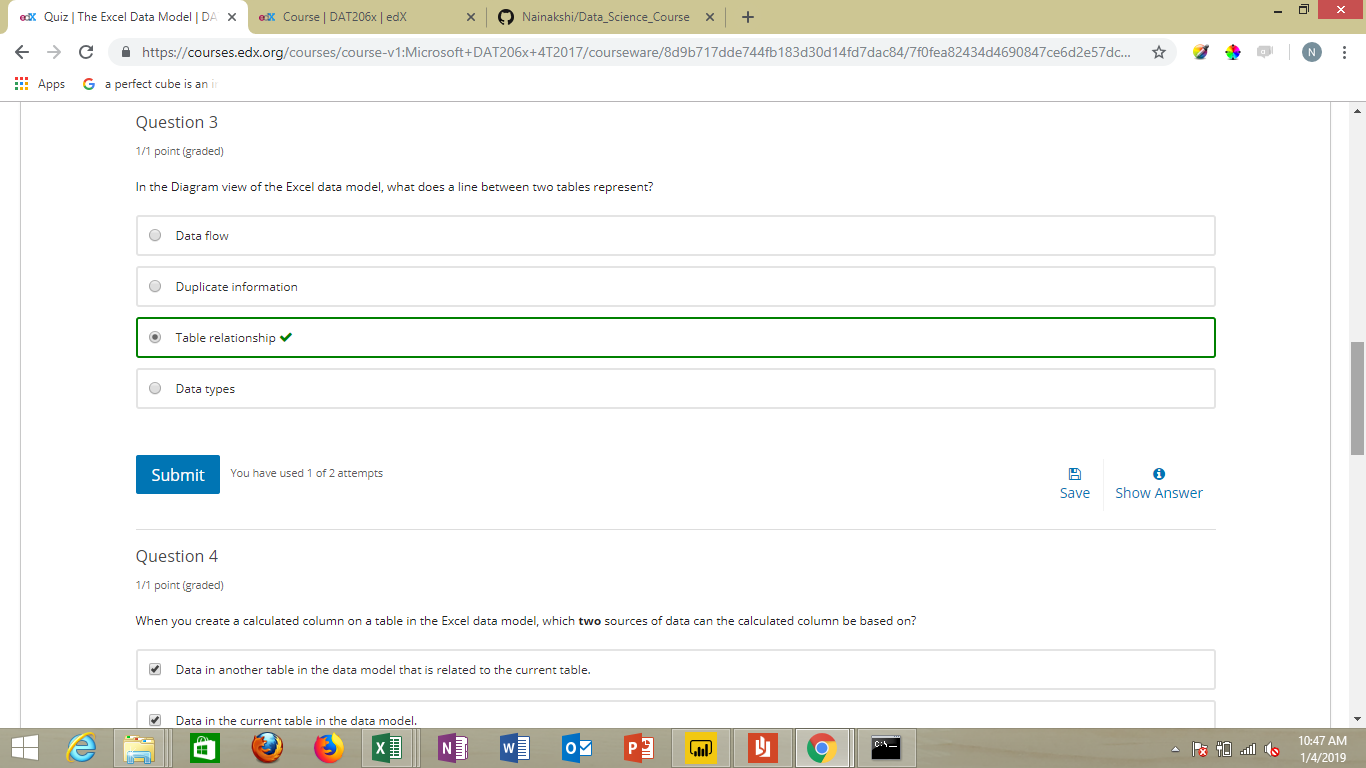 edX Quiz | The Excel Data Model | DA
edX Course | DAT206x | edX
Nainakshi/Data_Science_Course
https://courses.edx.org/courses/course-v1:Microsoft+DAT206x+4T2017/courseware/8d9b717dde744fb183d30d14fd7dac84/7f0fea82434d4690847ce6d2e57dc...
N
Apps
G a perfect cube is an i
Question 3
1/1 point (graded)
In the Diagram view of the Excel data model, what does a line between two tables represent?
Data flow
Duplicate information
Table relationship
Data types
Submit
You have used 1 of 2 attempts
Save
Show Answer
Question 4
1/1 point (graded)
When you create a calculated column on a table in the Excel data model, which two sources of data can the calculated column be based on?
Data in another table in the data model that is related to the current table.
Data in the current table in the data model.
10:47 AM
1/4/2019